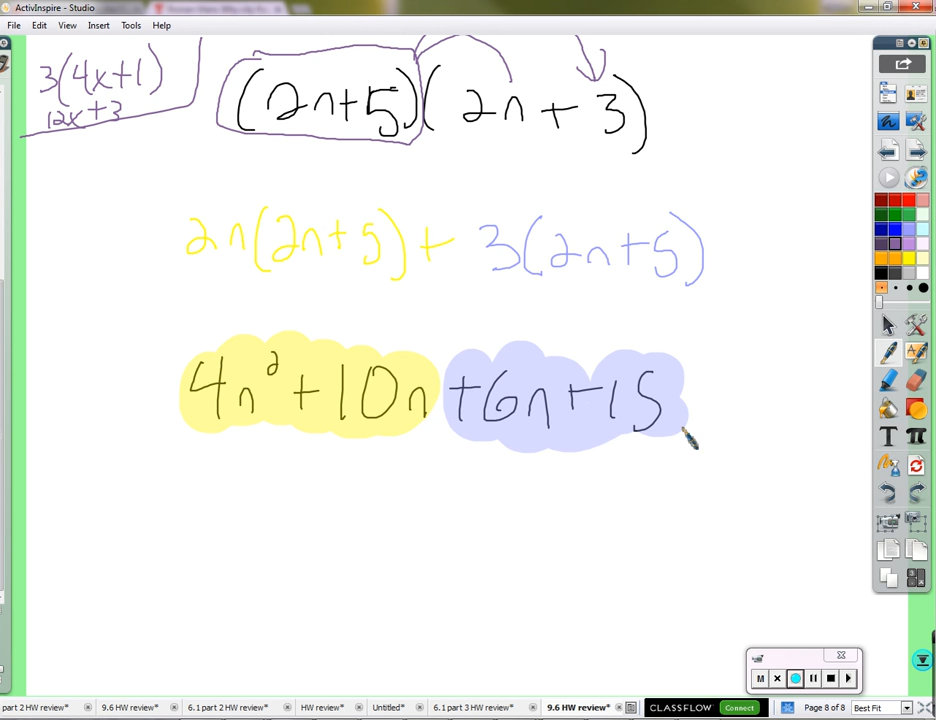 ActivInspire - Studio
File Edit View Insert Tools Help
3(4x+1)
12x+3
(2n+5)(2n+3)
2n(2n+5)+3(2n+5)
4n²+10n+6n+15
M
part 2 HW review* 9.6 HW review* 6.1 part 2 HW review* HW review* Untitled* 6.1 part 3 HW review* 9.6 HW review* CLASSFLOW Connect Page 8 of 8 Best Fit